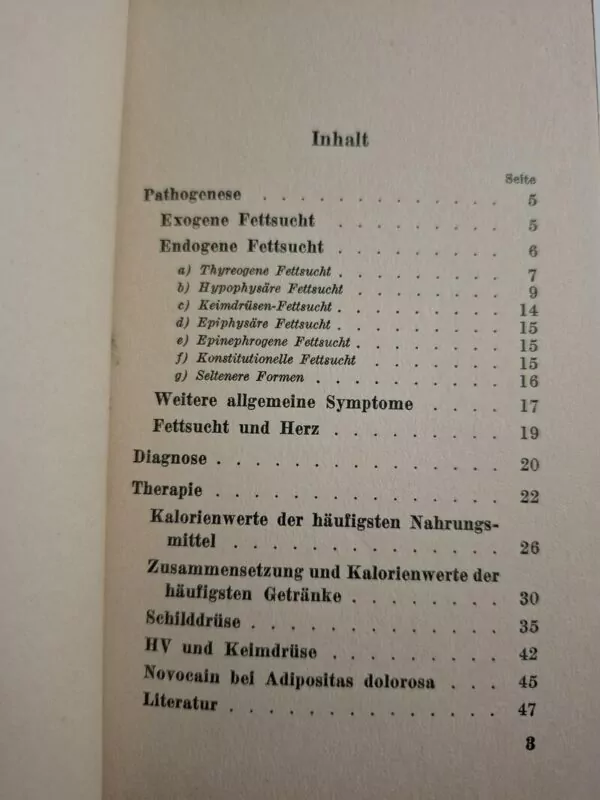 Inhalt
Seite
Pathogenese . . . . . . . . . . . . . 5
Exogene Fettsucht . . . . . . . . . 5
Endogene Fettsucht . . . . . . . . . 6
a) Thyreogene Fettsucht . . . . . . . . . 7
b) Hypophysäre Fettsucht . . . . . . . . 9
c) Keimdrüsen-Fettsucht . . . . . . . . . 14
d) Epiphysäre Fettsucht . . . . . . . . . 15
e) Epinephrogene Fettsucht . . . . . . . . 15
f) Konstitutionelle Fettsucht . . . . . . . 15
g) Seltenere Formen . . . . . . . . . . 16
Weitere allgemeine Symptome . . . . 17
Fettsucht und Herz . . . . . . . . . 19
Diagnose . . . . . . . . . . . . . . . 20
Therapie . . . . . . . . . . . . . . . 22
Kalorienwerte der häufigsten Nahrungs-
mittel . . . . . . . . . . . . . . 26
Zusammensetzung und Kalorienwerte der
häufigsten Getränke . . . . . . . . 30
Schilddrüse . . . . . . . . . . . . . 35
HV und Keimdrüse . . . . . . . . . 42
Novocain bei Adipositas dolorosa . . . 45
Literatur . . . . . . . . . . . . . . 47
3